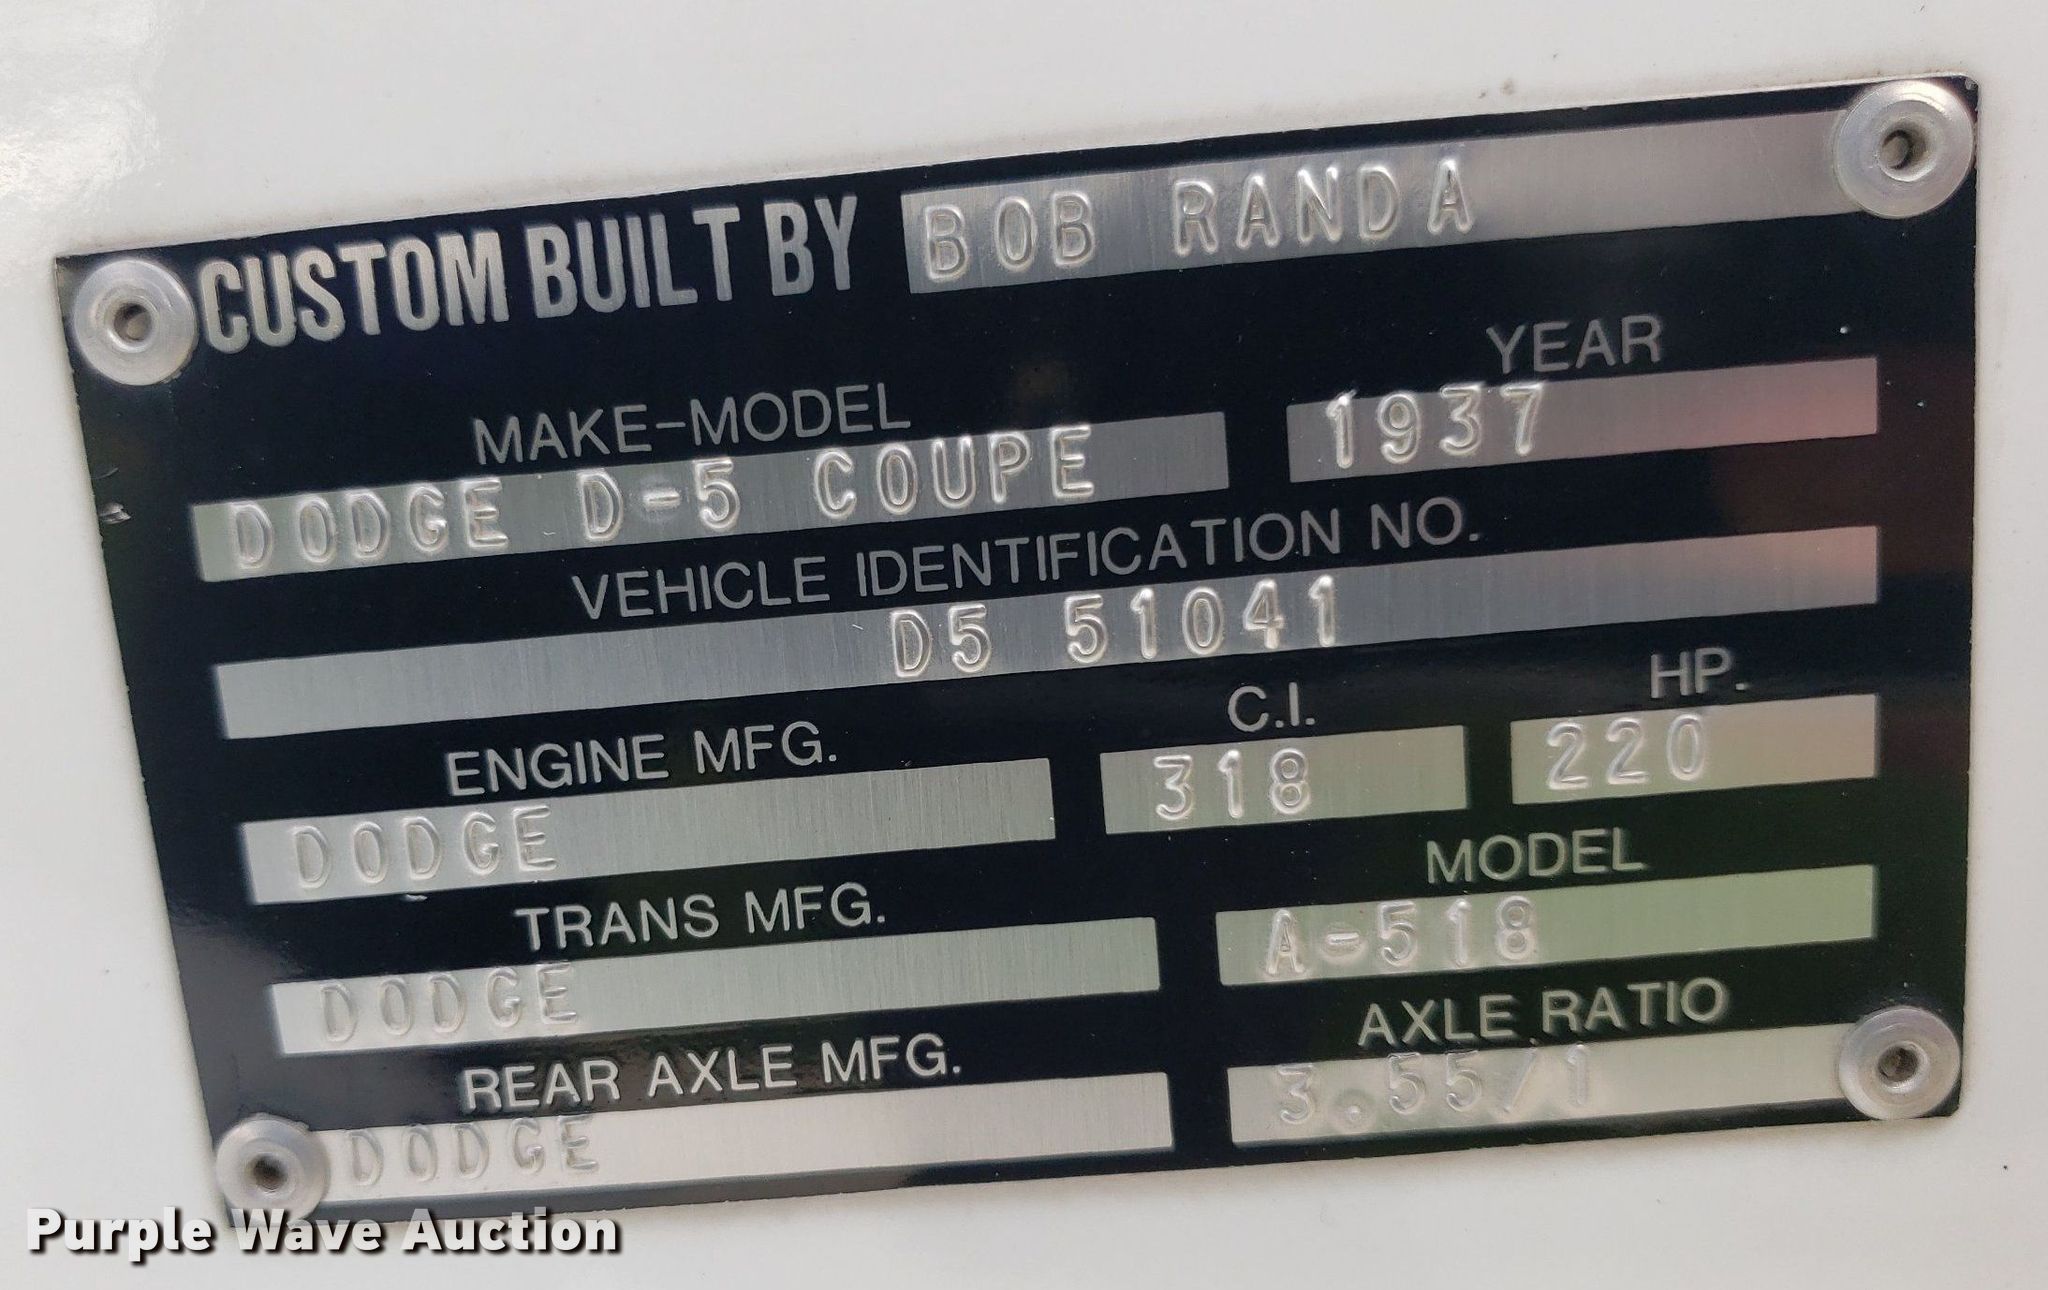 CUSTOM BUILT BY BOB RANDA
MAKE-MODEL YEAR
DODGE D-5 COUPE 1937
VEHICLE IDENTIFICATION NO.
D5 51041
ENGINE MFG. C.I. HP.
DODGE 318 220
TRANS MFG. MODEL
DODGE A-518
REAR AXLE MFG. AXLE RATIO
DODGE 3.55/1
Purple Wave Auction